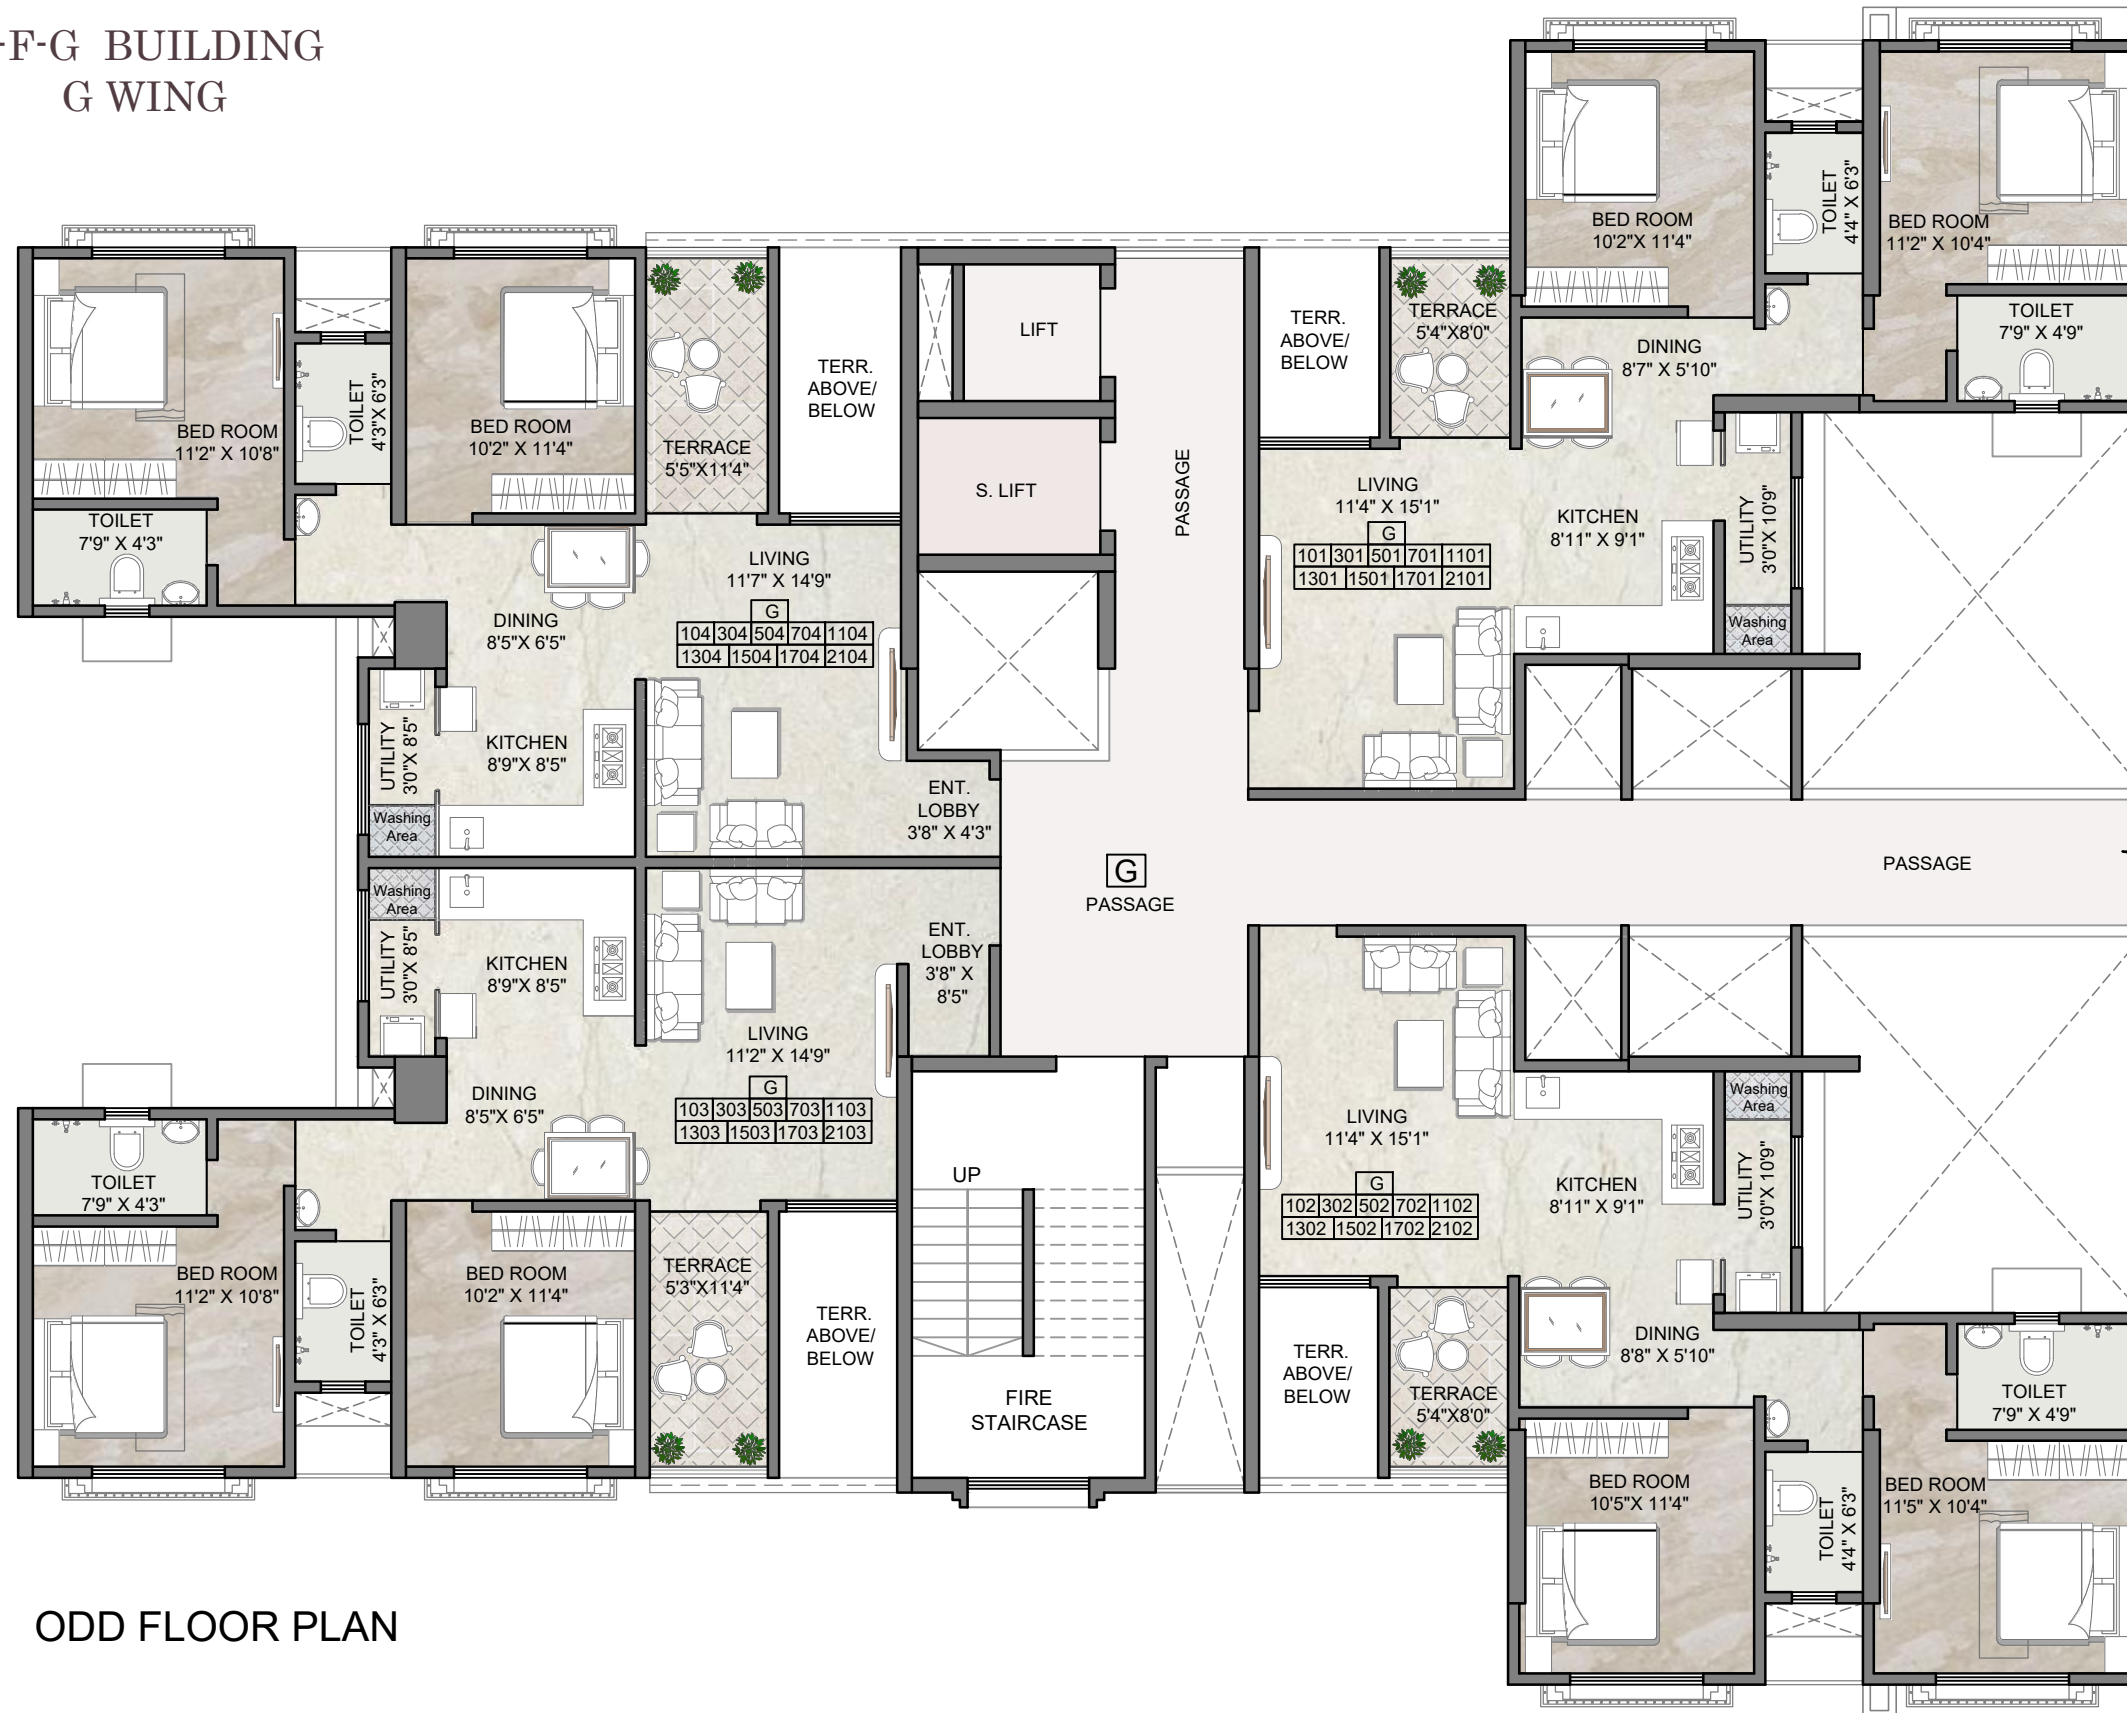 -F-G BUILDING
G WING
BED ROOM
11'2" X 10'8"
TOILET
4'3"X 6'3"
BED ROOM
10'2" X 11'4"
TERRACE
5'5"X11'4"
TERR.
ABOVE/
BELOW
TOILET
7'9" X 4'3"
LIVING
11'7" X 14'9"
G
104 304 504 704 1104
1304 1504 1704 2104
DINING
8'5"X 6'5"
UTILITY
3'0"X 8'5"
KITCHEN
8'9"X 8'5"
Washing
Area
ENT.
LOBBY
3'8" X 4'3"
LIFT
S. LIFT
PASSAGE
TERR.
ABOVE/
BELOW
TERRACE
5'4"X8'0"
BED ROOM
10'2"X 11'4"
TOILET
4'4" X 6'3"
BED ROOM
11'2" X 10'4"
TOILET
7'9" X 4'9"
DINING
8'7" X 5'10"
LIVING
11'4" X 15'1"
G
101 301 501 701 1101
1301 1501 1701 2101
KITCHEN
8'11" X 9'1"
UTILITY
3'0"X 10'9"
Washing
Area
G
PASSAGE
PASSAGE
Washing
Area
UTILITY
3'0"X 8'5"
KITCHEN
8'9"X 8'5"
ENT.
LOBBY
3'8" X
8'5"
LIVING
11'2" X 14'9"
G
103 303 503 703 1103
1303 1503 1703 2103
DINING
8'5"X 6'5"
TOILET
7'9" X 4'3"
BED ROOM
11'2" X 10'8"
TOILET
4'3" X 6'3"
BED ROOM
10'2" X 11'4"
TERRACE
5'3"X11'4"
TERR.
ABOVE/
BELOW
UP
FIRE
STAIRCASE
LIVING
11'4" X 15'1"
G
102 302 502 702 1102
1302 1502 1702 2102
Washing
Area
UTILITY
3'0"X 10'9"
KITCHEN
8'11" X 9'1"
DINING
8'8" X 5'10"
TERR.
ABOVE/
BELOW
TERRACE
5'4"X8'0"
TOILET
7'9" X 4'9"
BED ROOM
10'5"X 11'4"
TOILET
4'4" X 6'3"
BED ROOM
11'5" X 10'4"
ODD FLOOR PLAN